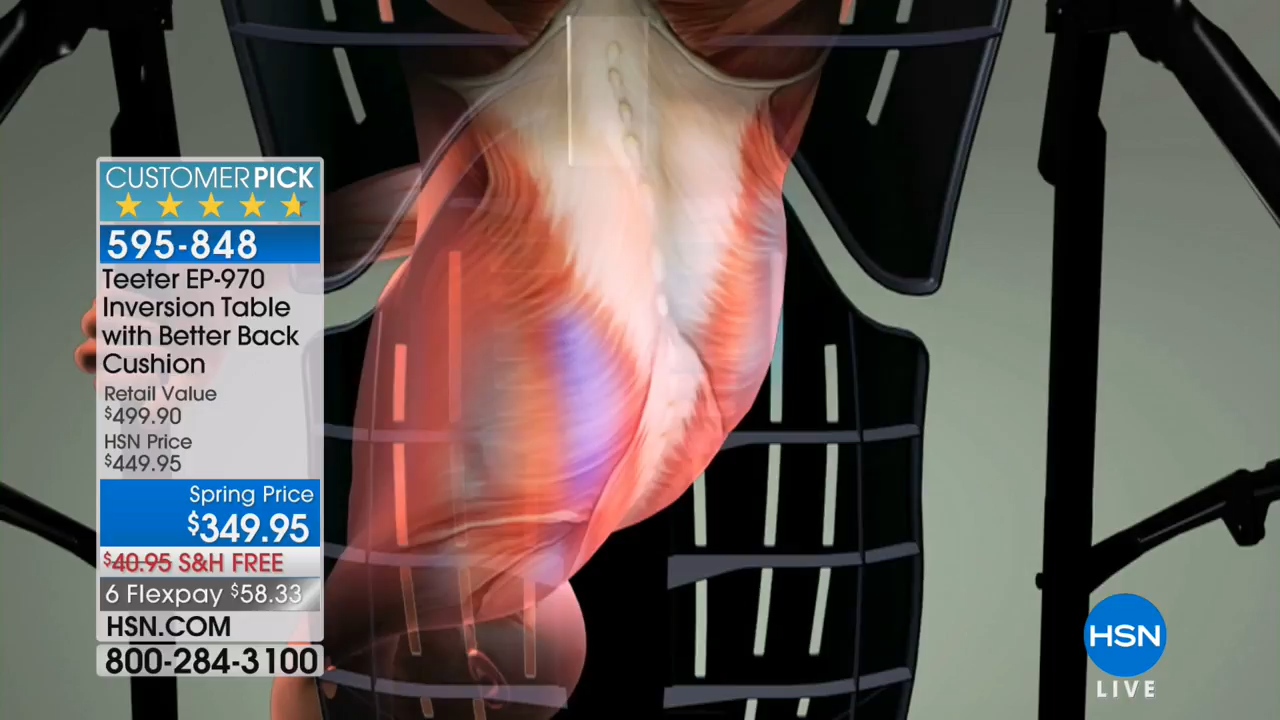 CUSTOMERPICK
595-848
Teeter EP-970
Inversion Table
with Better Back
Cushion
Retail Value
$499.90
HSN Price
$449.95
Spring Price
$349.95
$40.95 S&H FREE
6 Flexpay $58.33
HSN.COM
800-284-3100
HSN
LIVE